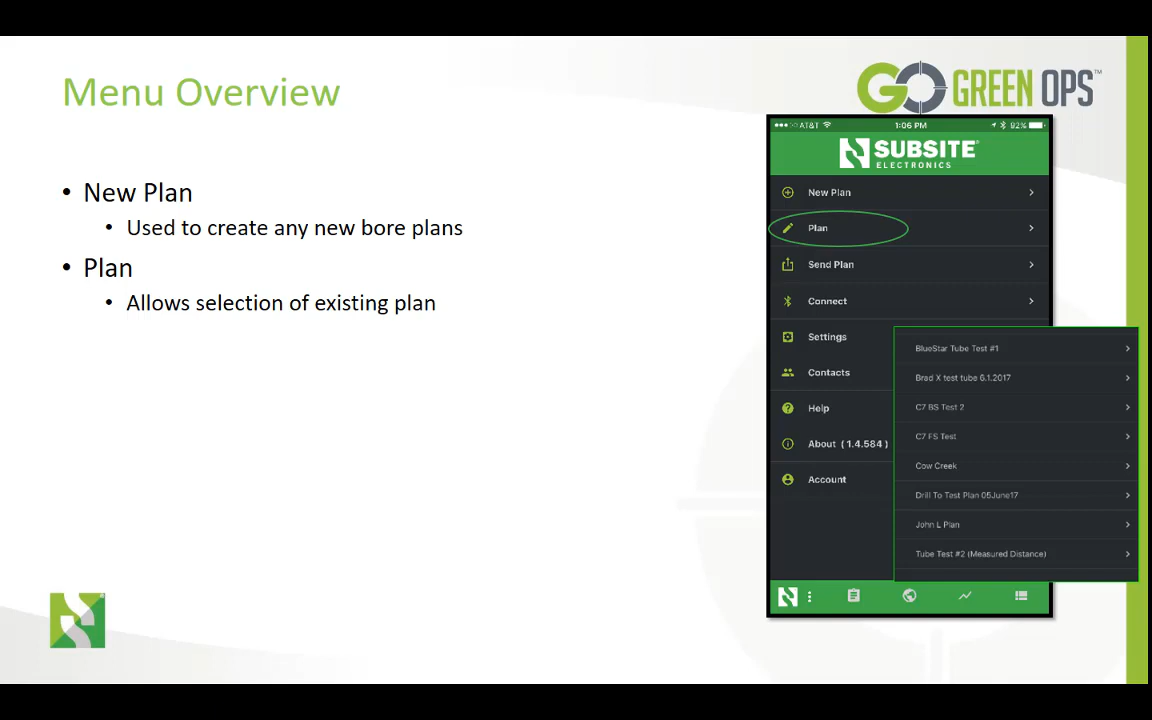 Menu Overview
GO GREEN OPS™
• New Plan
• Used to create any new bore plans
• Plan
• Allows selection of existing plan
AT&T 1:06 PM 92%
SUBSITE®
ELECTRONICS
New Plan
Plan
Send Plan
Connect
Settings
Contacts
Help
About ( 1.4.584 )
Account
BlueStar Tube Test #1
Brad X test tube 6.1.2017
C7 BS Test 2
C7 FS Test
Cow Creek
Drill To Test Plan 05June17
John L Plan
Tube Test #2 (Measured Distance)